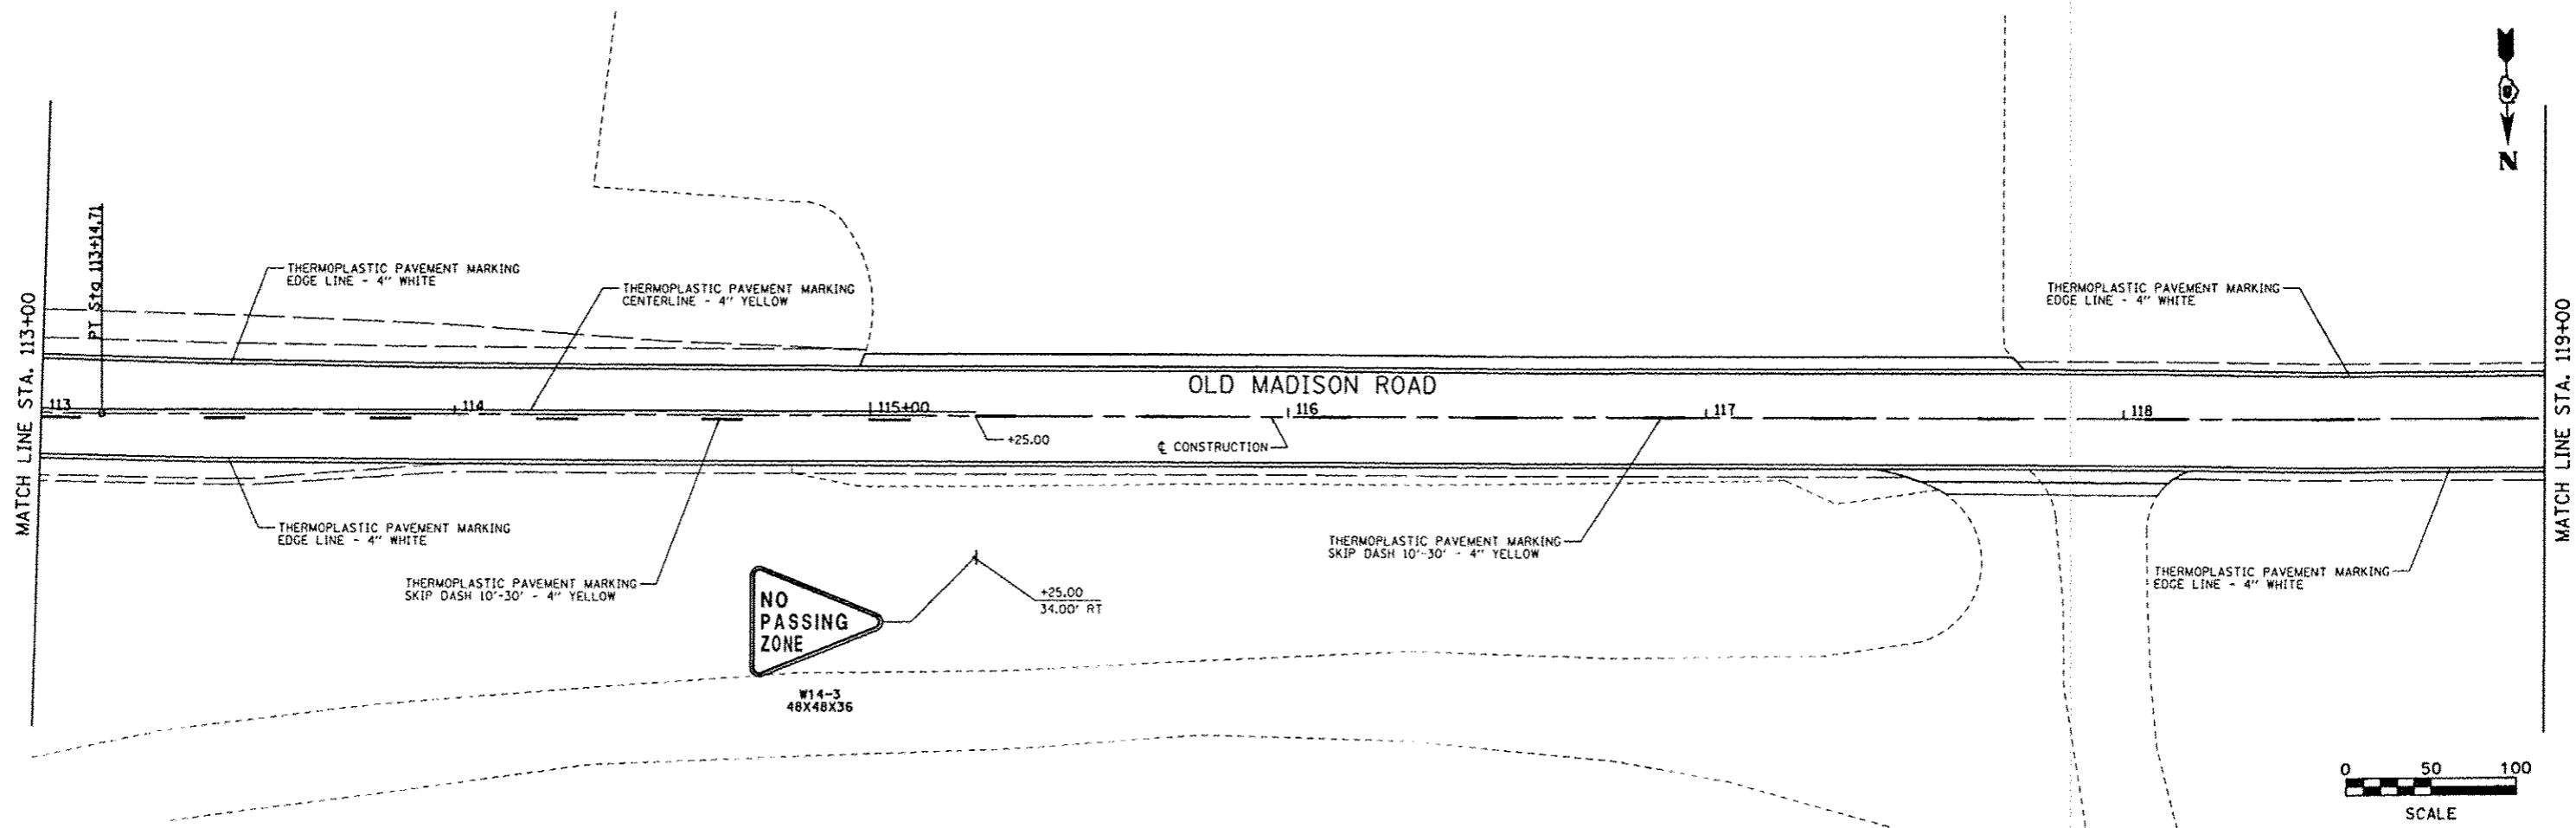 MATCH LINE STA. 113+00
PT Sta 113+14.71
THERMOPLASTIC PAVEMENT MARKING
EDGE LINE - 4" WHITE
THERMOPLASTIC PAVEMENT MARKING
CENTERLINE - 4" YELLOW
THERMOPLASTIC PAVEMENT MARKING
EDGE LINE - 4" WHITE
N
MATCH LINE STA. 119+00
OLD MADISON ROAD
113
114
115+00
116
117
118
+25.00
℄ CONSTRUCTION
THERMOPLASTIC PAVEMENT MARKING
EDGE LINE - 4" WHITE
THERMOPLASTIC PAVEMENT MARKING
SKIP DASH 10'-30' - 4" YELLOW
NO
PASSING
ZONE
W14-3
48X48X36
+25.00
34.00' RT
THERMOPLASTIC PAVEMENT MARKING
SKIP DASH 10'-30' - 4" YELLOW
THERMOPLASTIC PAVEMENT MARKING
EDGE LINE - 4" WHITE
0 50 100
SCALE